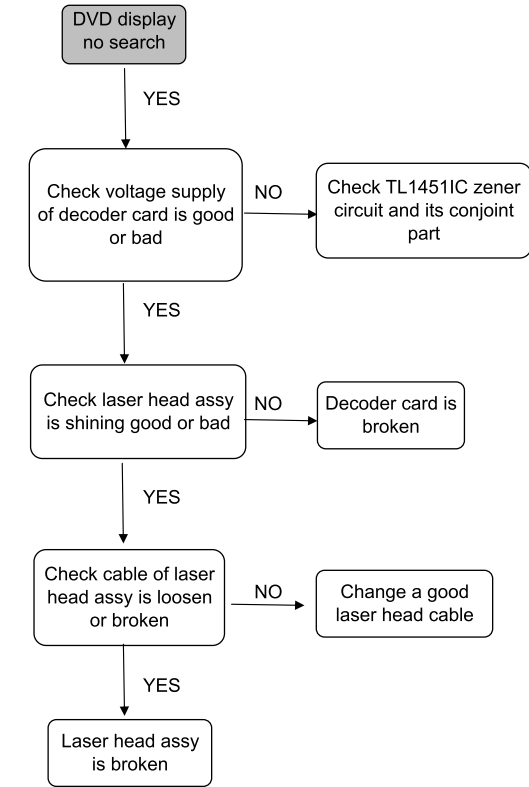 DVD display
no search
YES
Check voltage supply
of decoder card is good
or bad
NO
Check TL1451IC zener
circuit and its conjoint
part
YES
Check laser head assy
is shining good or bad
NO
Decoder card is
broken
YES
Check cable of laser
head assy is loosen
or broken
NO
Change a good
laser head cable
YES
Laser head assy
is broken